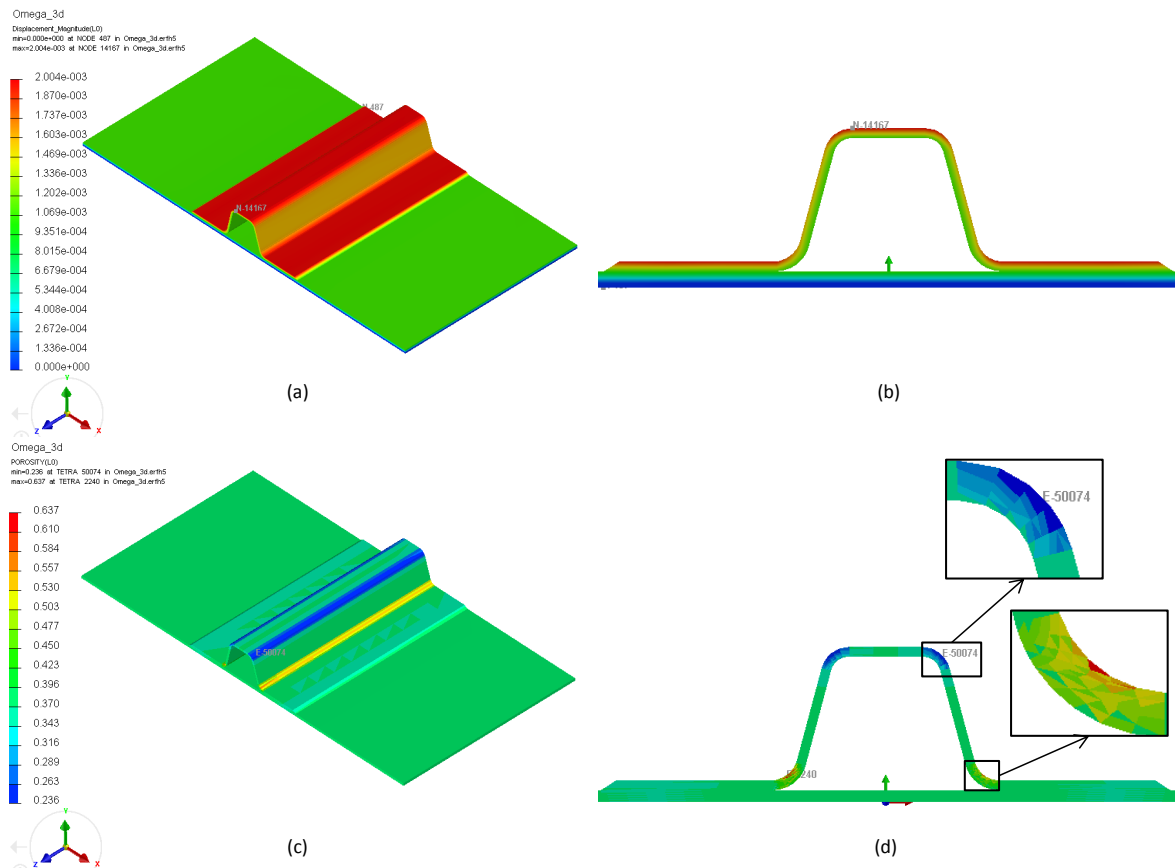 Omega_3d
Displacement_Magnitude(L0)
min=0.000e+000 at NODE 487 in Omega_3d.erfh5
max=2.004e-003 at NODE 14167 in Omega_3d.erfh5
2.004e-003
1.870e-003
1.737e-003
1.603e-003
1.469e-003
1.336e-003
1.202e-003
1.069e-003
9.351e-004
8.015e-004
6.679e-004
5.344e-004
4.008e-004
2.672e-004
1.336e-004
0.000e+000
N-487
N-14167
Y
Z
X
(a)
N-14167
(b)
Omega_3d
POROSITY(L0)
min=0.236 at TETRA 50074 in Omega_3d.erfh5
max=0.637 at TETRA 2240 in Omega_3d.erfh5
0.637
0.610
0.584
0.557
0.530
0.503
0.477
0.450
0.423
0.396
0.370
0.343
0.316
0.289
0.263
0.236
E-50074
Y
Z
X
(c)
E-50074
E-50074
(d)